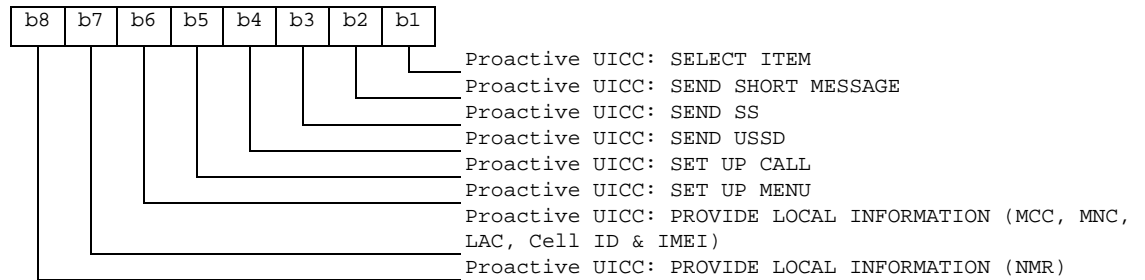 b8 b7 b6 b5 b4 b3 b2 b1
Proactive UICC: SELECT ITEM
Proactive UICC: SEND SHORT MESSAGE
Proactive UICC: SEND SS
Proactive UICC: SEND USSD
Proactive UICC: SET UP CALL
Proactive UICC: SET UP MENU
Proactive UICC: PROVIDE LOCAL INFORMATION (MCC, MNC,
LAC, Cell ID & IMEI)
Proactive UICC: PROVIDE LOCAL INFORMATION (NMR)